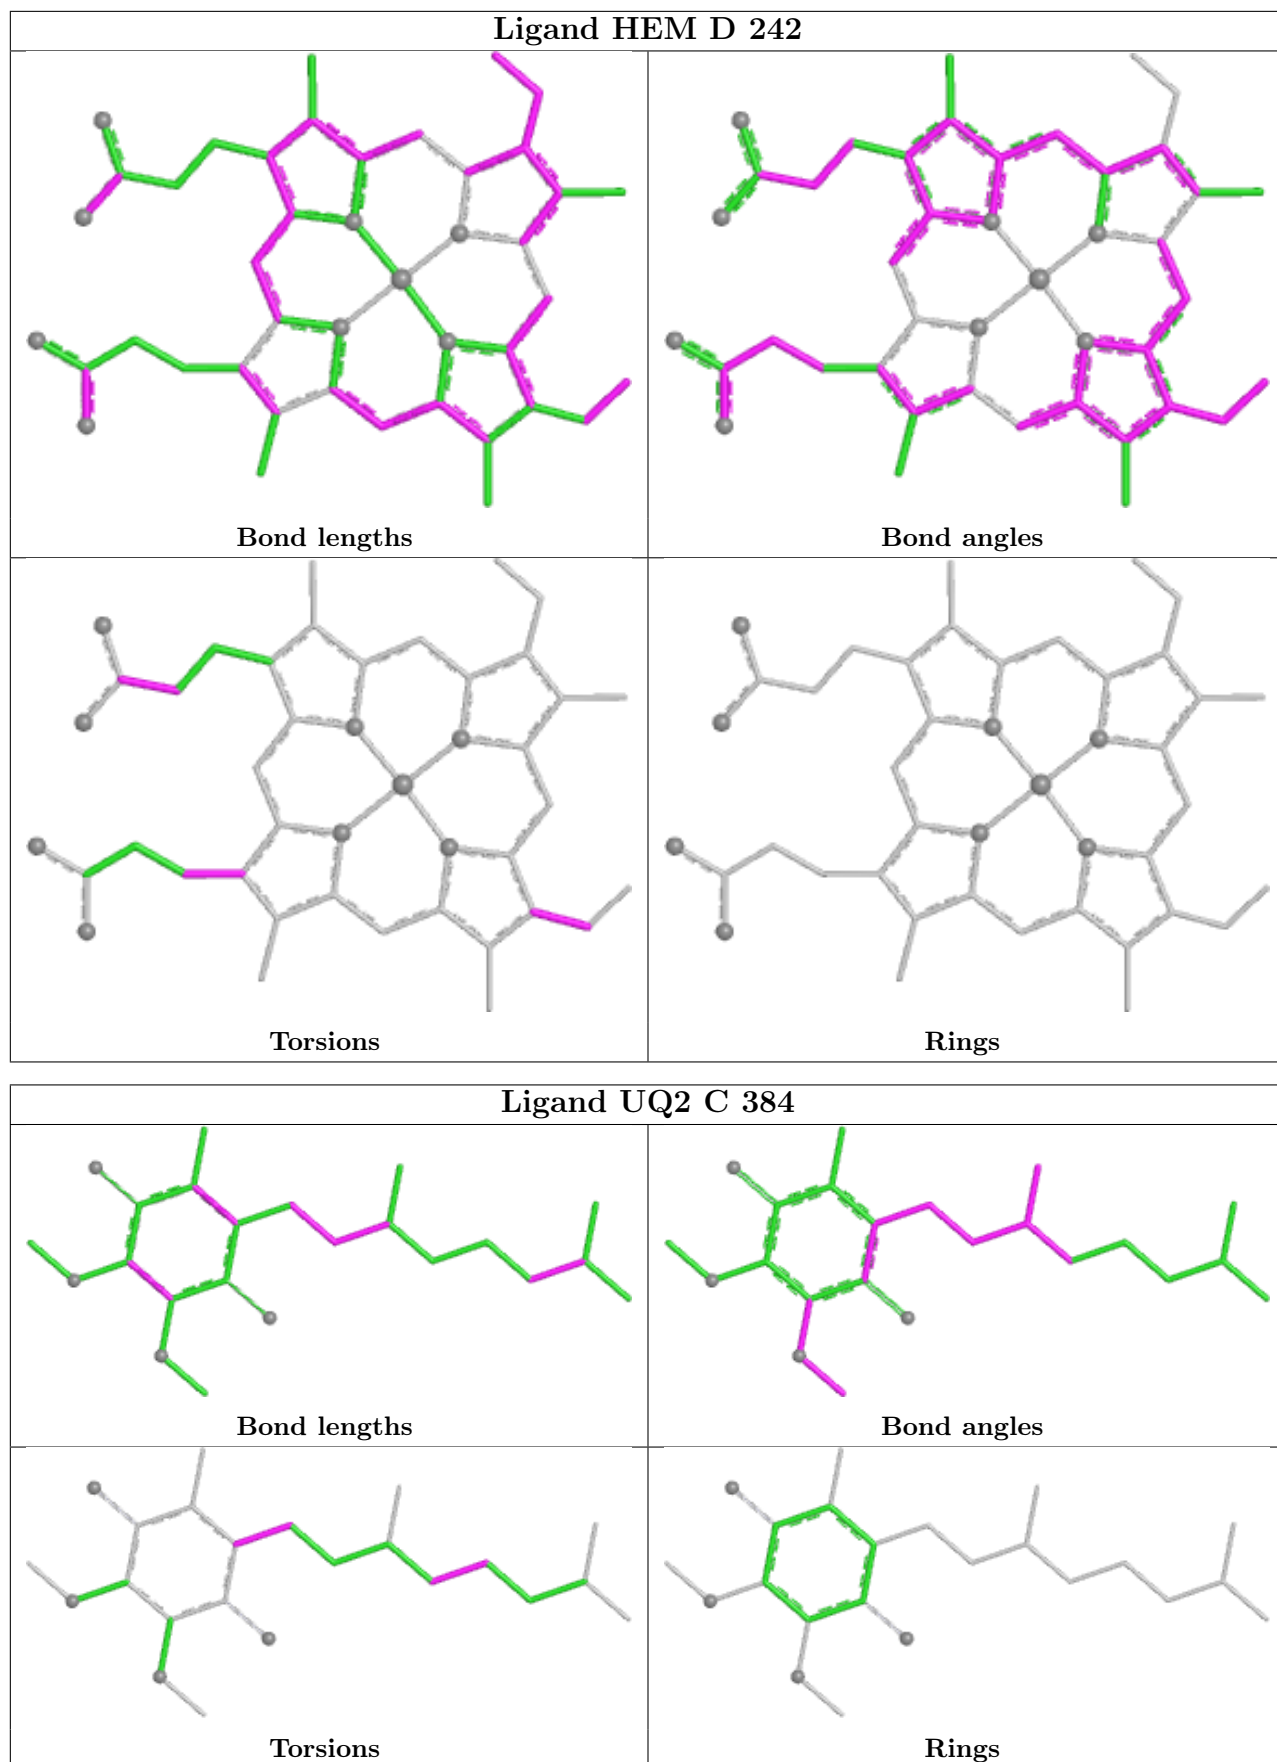 Ligand HEM D 242
Bond lengths
Bond angles
Torsions
Rings
Ligand UQ2 C 384
Bond lengths
Bond angles
Torsions
Rings